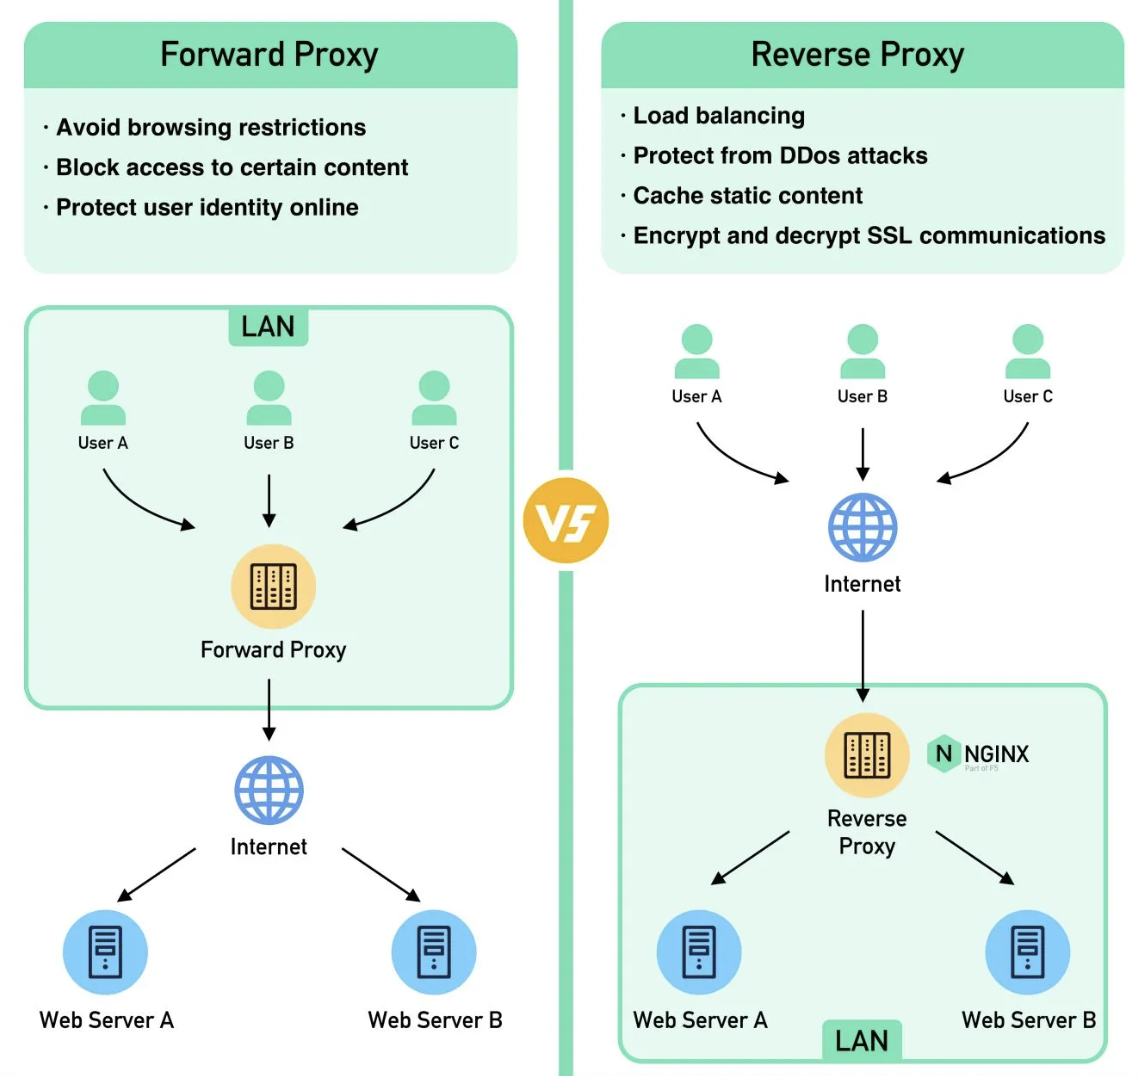 Forward Proxy
· Avoid browsing restrictions
· Block access to certain content
· Protect user identity online
LAN
User A
User B
User C
Forward Proxy
Internet
Web Server A
Web Server B
VS
Reverse Proxy
· Load balancing
· Protect from DDos attacks
· Cache static content
· Encrypt and decrypt SSL communications
User A
User B
User C
Internet
N NGINX
Part of F5
Reverse
Proxy
Web Server A
Web Server B
LAN